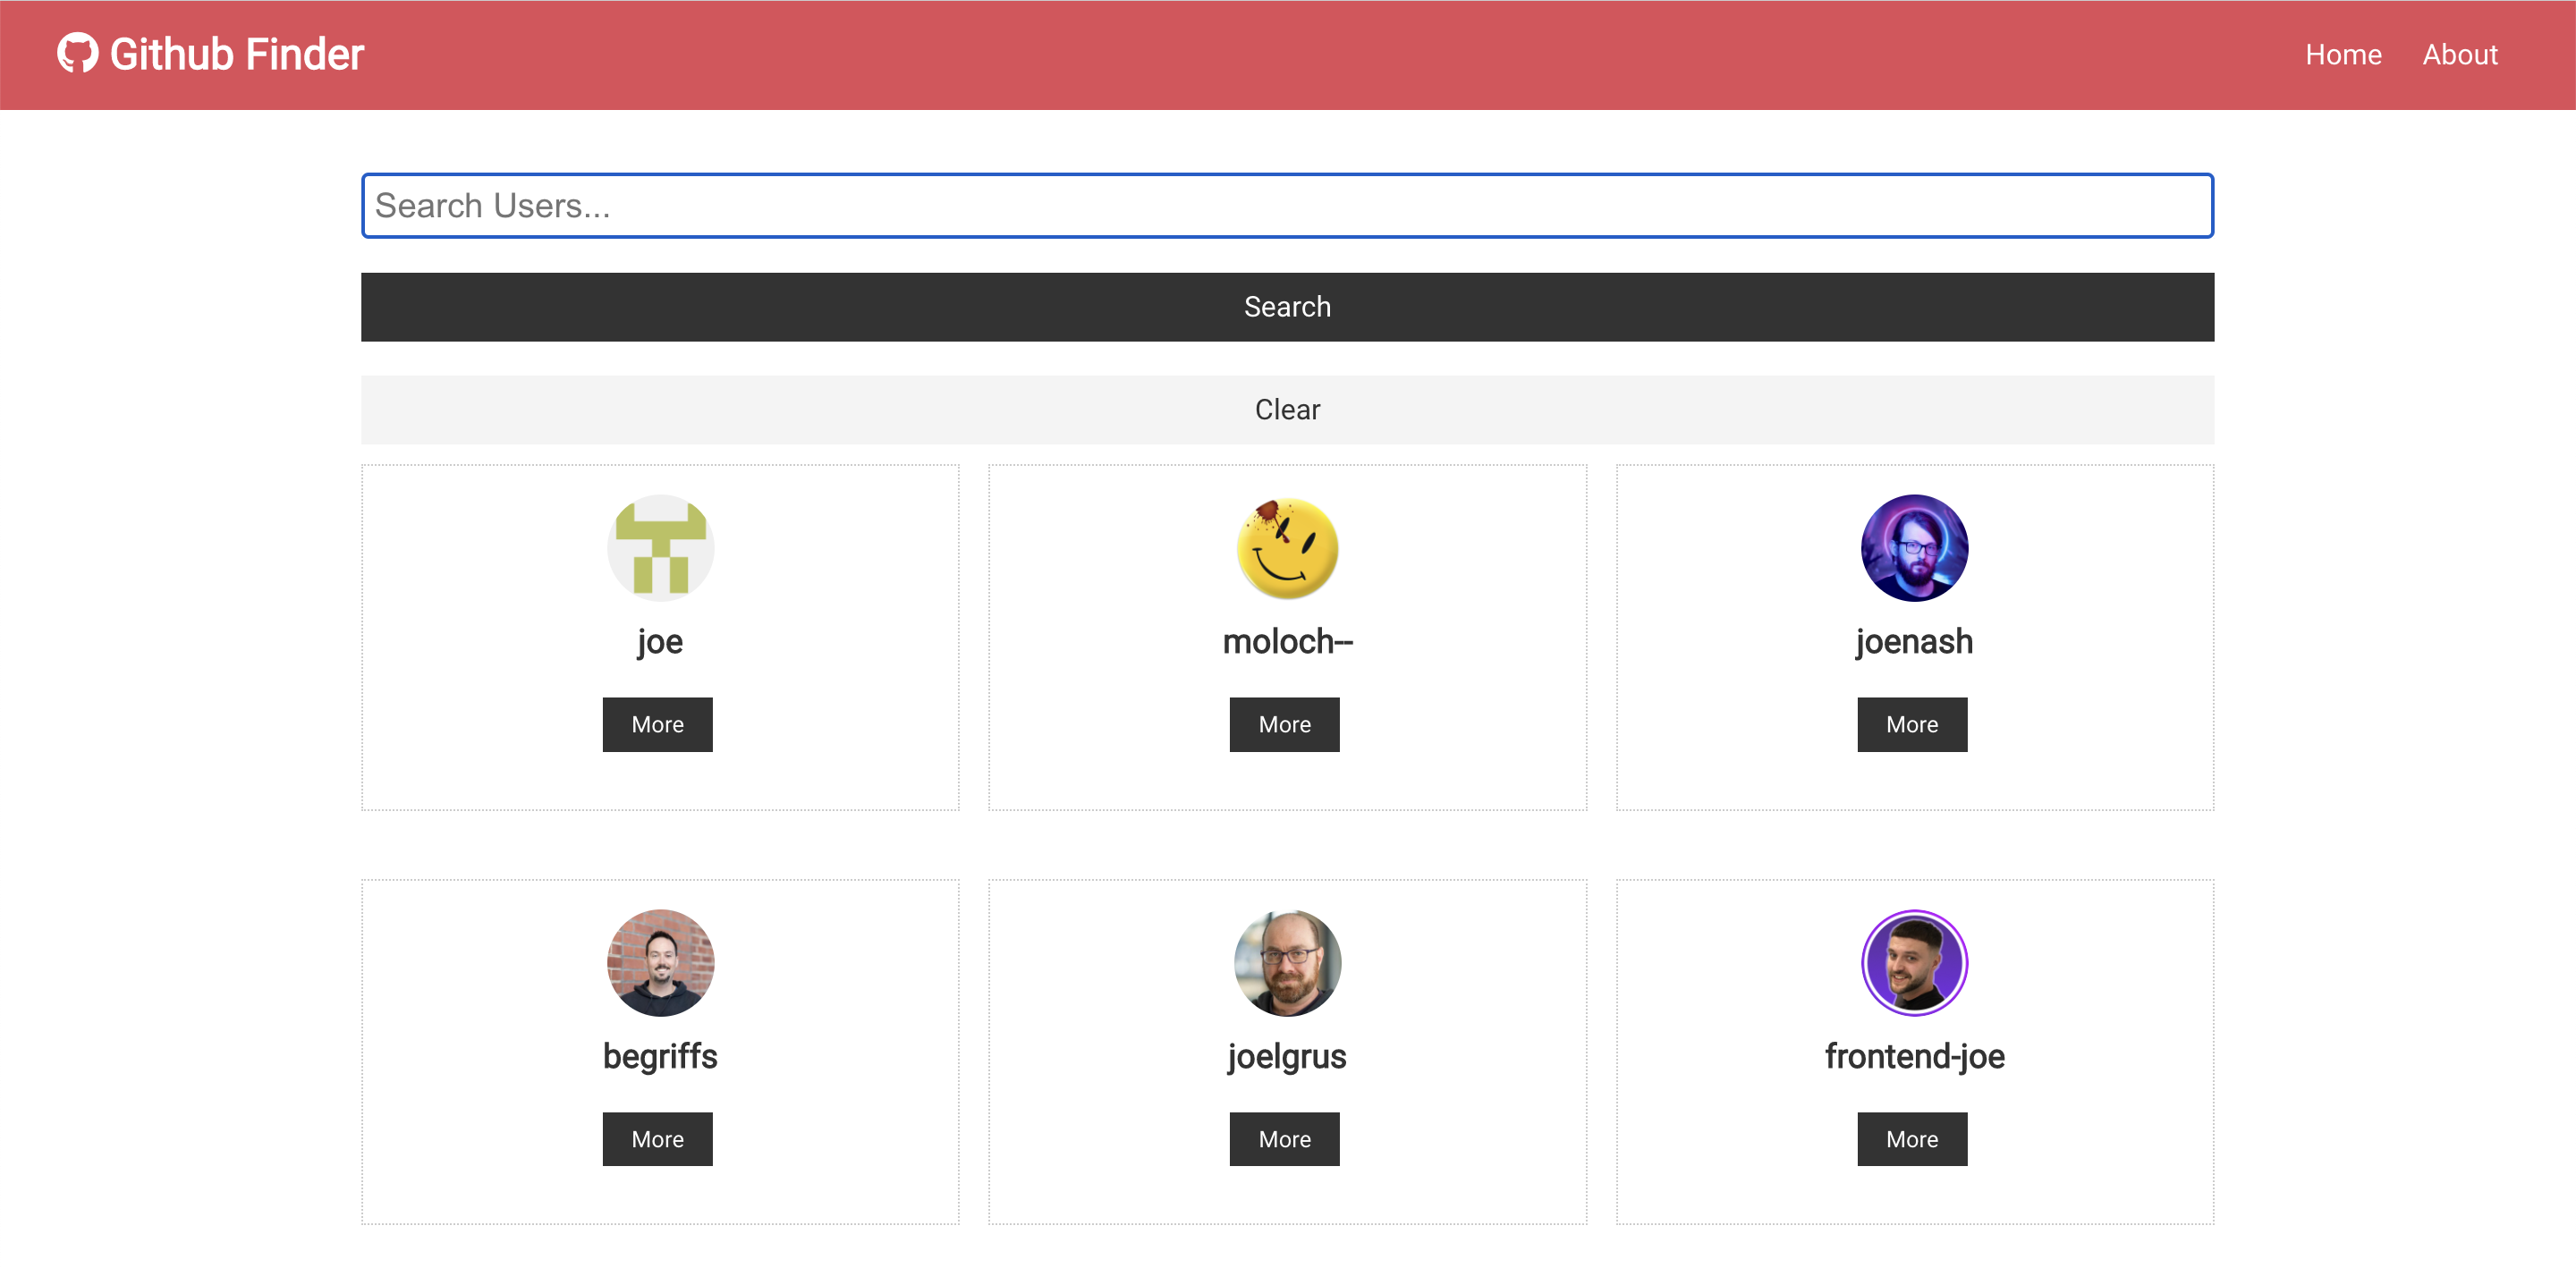 Github Finder
Home About
Search Users...
Search
Clear
joe
More
moloch--
More
joenash
More
begriffs
More
joelgrus
More
frontend-joe
More